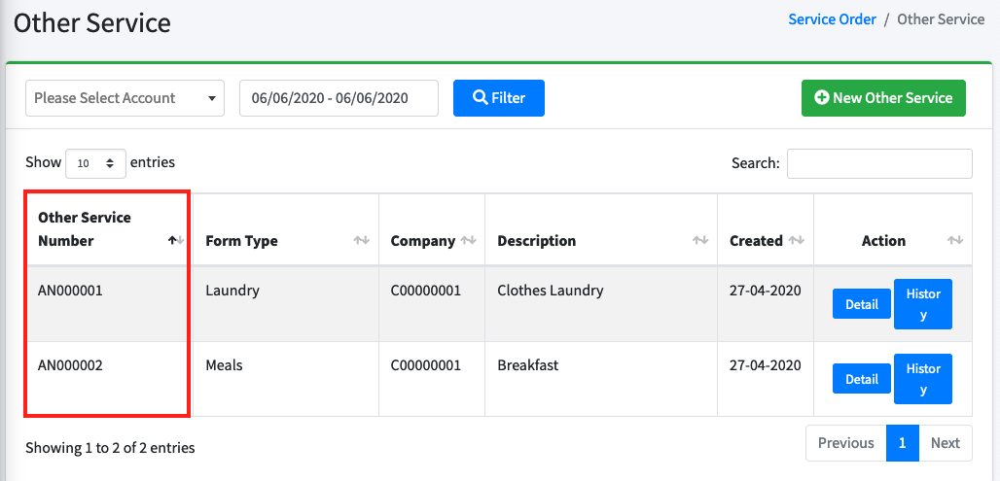 Other Service
Service Order / Other Service
Please Select Account
06/06/2020 - 06/06/2020
Filter
New Other Service
Show 10 entries
Search:
Other Service
Number
Form Type
Company
Description
Created
Action
AN000001
Laundry
C00000001
Clothes Laundry
27-04-2020
Detail
Histor
y
AN000002
Meals
C00000001
Breakfast
27-04-2020
Detail
Histor
y
Showing 1 to 2 of 2 entries
Previous 1 Next